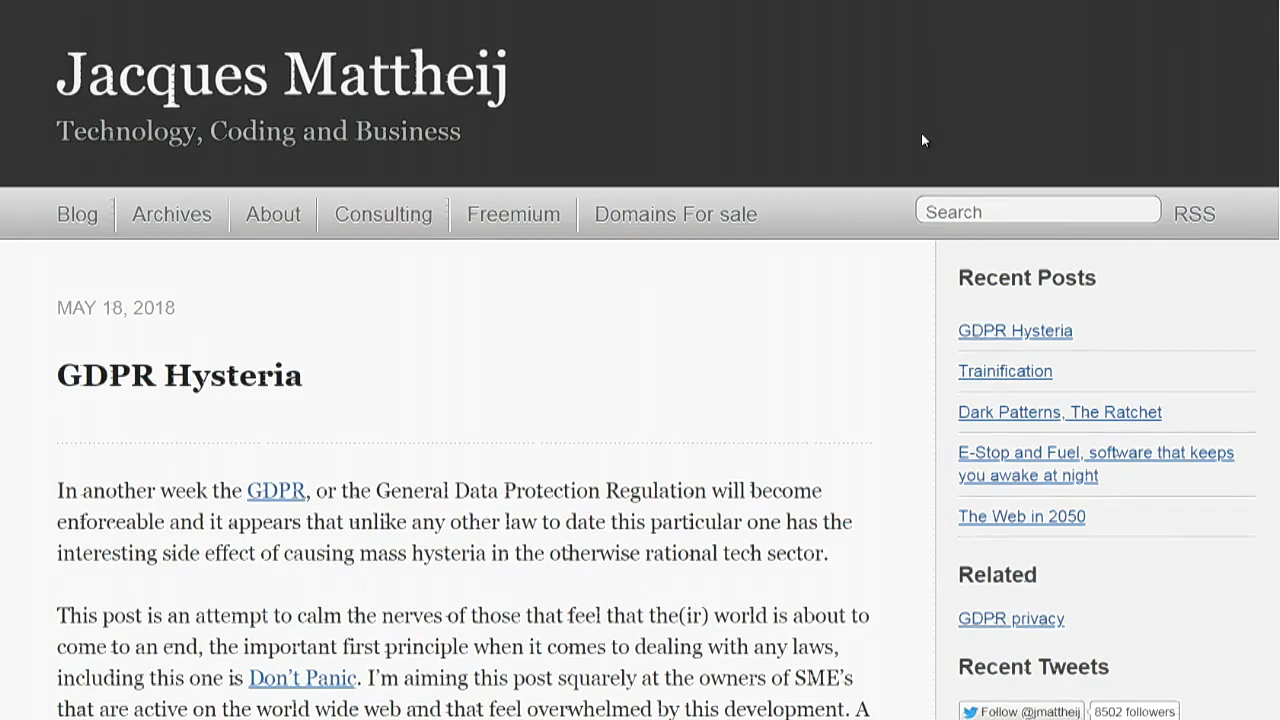 Jacques Mattheij
Technology, Coding and Business
Blog
Archives
About
Consulting
Freemium
Domains For sale
Search
RSS
MAY 18, 2018
GDPR Hysteria
In another week the GDPR, or the General Data Protection Regulation will become
enforceable and it appears that unlike any other law to date this particular one has the
interesting side effect of causing mass hysteria in the otherwise rational tech sector.
This post is an attempt to calm the nerves of those that feel that the(ir) world is about to
come to an end, the important first principle when it comes to dealing with any laws,
including this one is Don't Panic. I'm aiming this post squarely at the owners of SME's
that are active on the world wide web and that feel overwhelmed by this development. A
Recent Posts
GDPR Hysteria
Trainification
Dark Patterns, The Ratchet
E-Stop and Fuel, software that keeps
you awake at night
The Web in 2050
Related
GDPR privacy
Recent Tweets
Follow @jmattheij
8502 followers